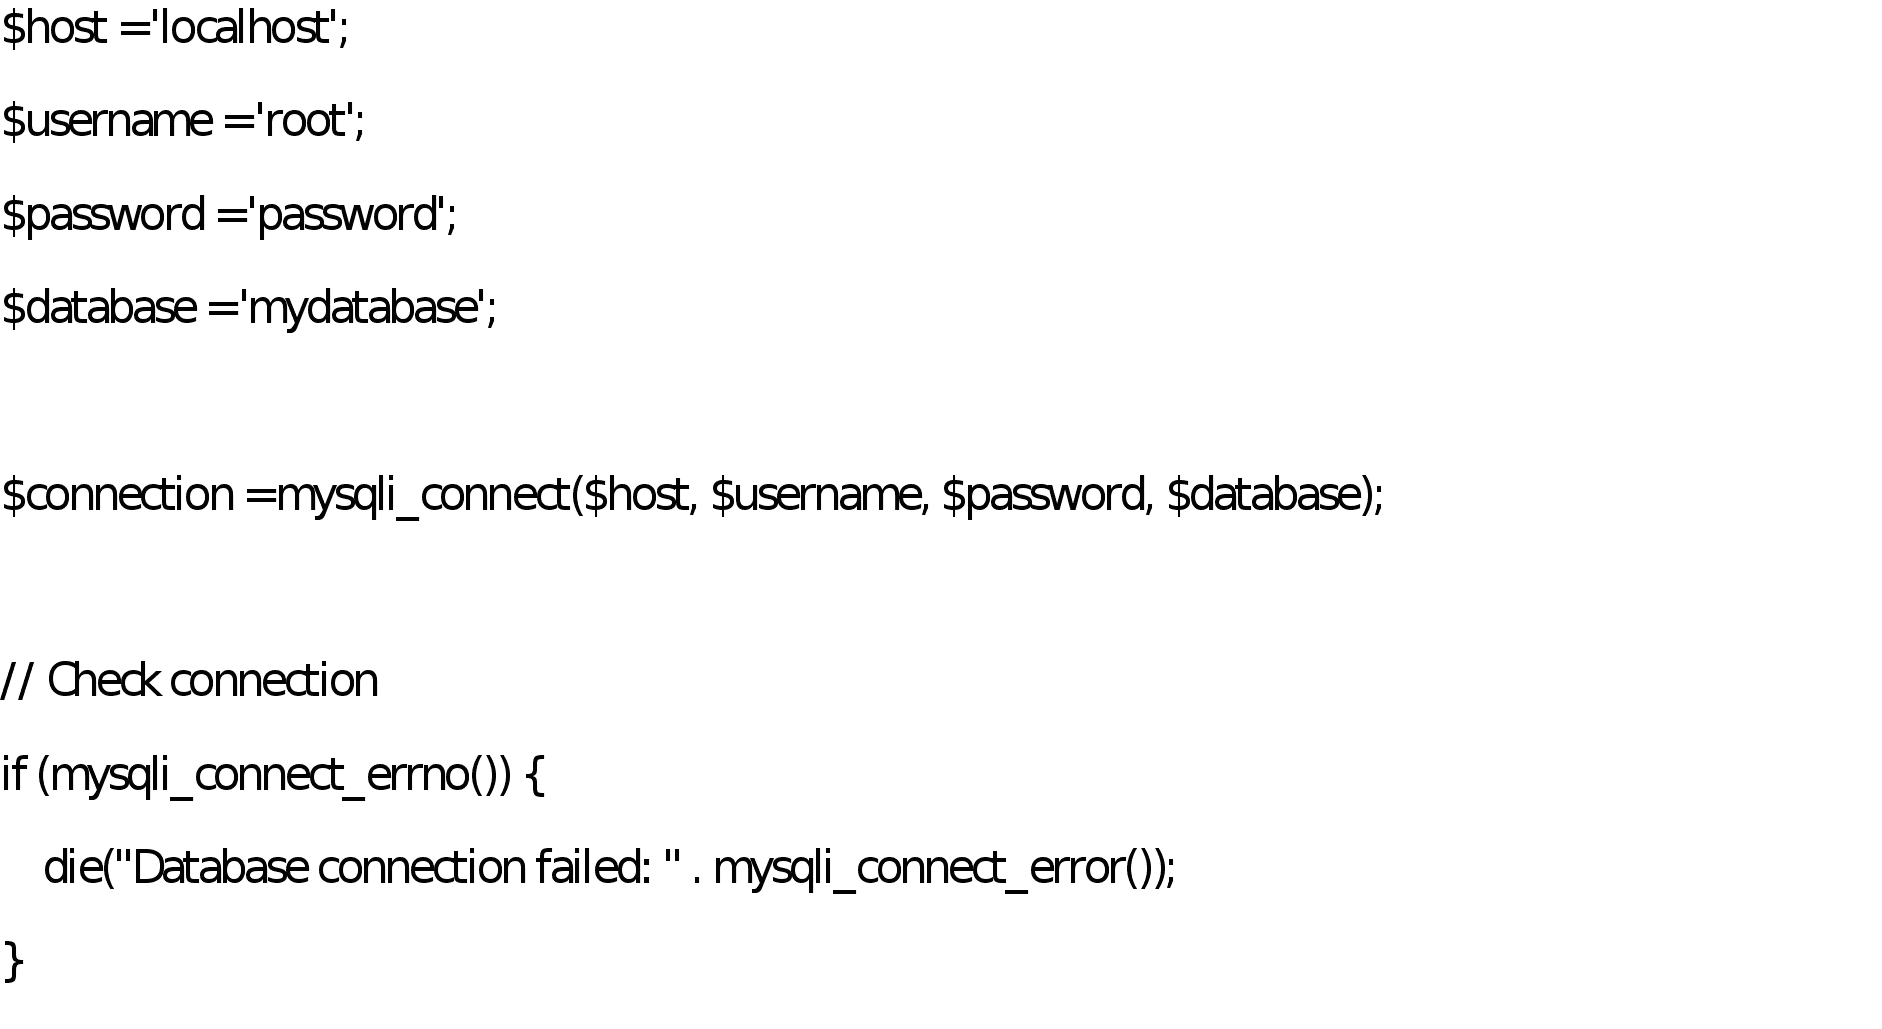 $host ='localhost';
$username ='root';
$password ='password';
$database ='mydatabase';
$connection =mysqli_connect($host, $username, $password, $database);
// Check connection
if (mysqli_connect_errno()) {
    die("Database connection failed: " . mysqli_connect_error());
}